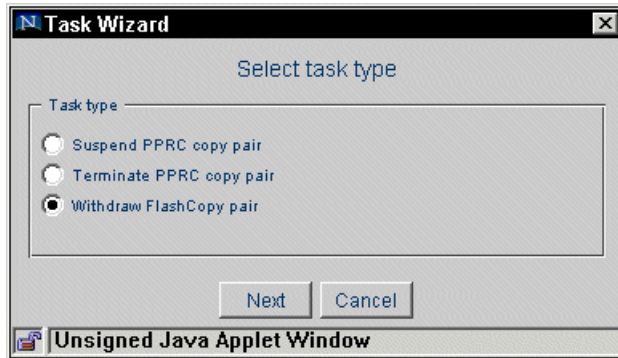 N Task Wizard
Select task type
Task type
Suspend PPRC copy pair
Terminate PPRC copy pair
Withdraw FlashCopy pair
Next Cancel
Unsigned Java Applet Window